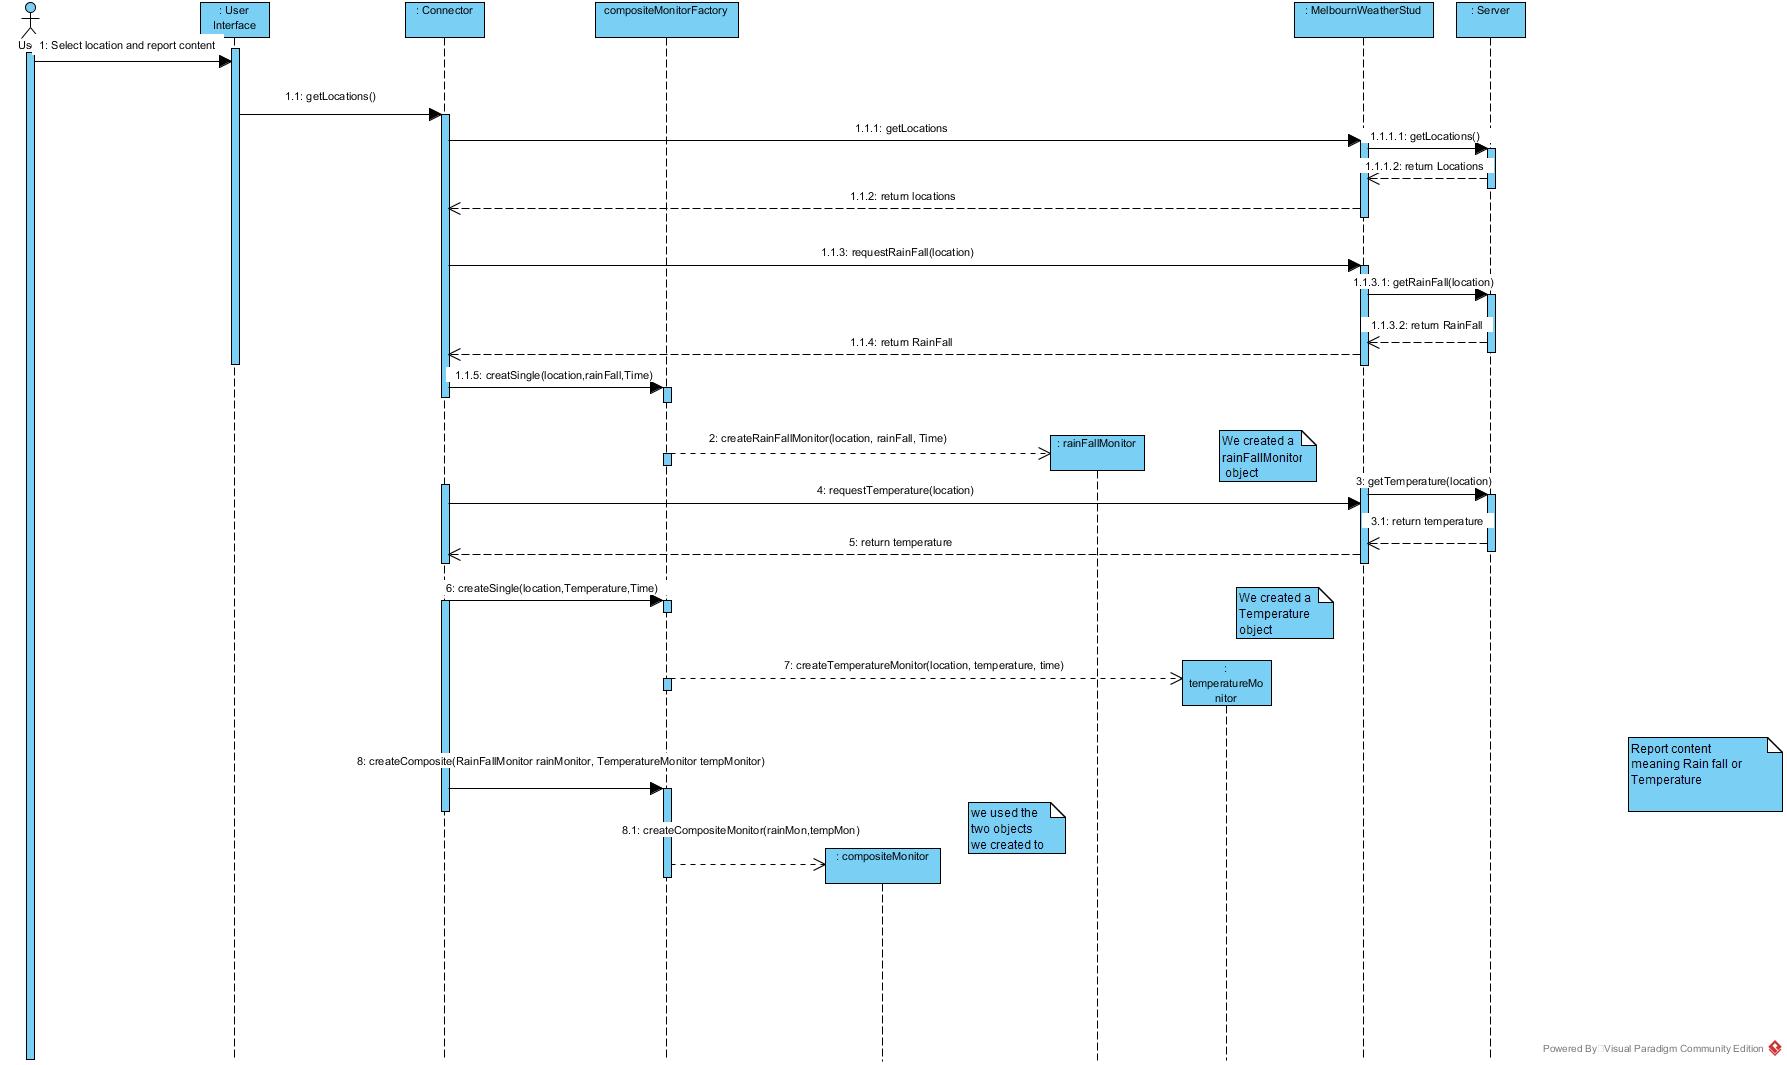 : User
Interface
: Connector
compositeMonitorFactory
: MelbournWeatherStud
: Server
Us
1: Select location and report content
1.1: getLocations()
1.1.1: getLocations
1.1.1.1: getLocations()
1.1.1.2: return Locations
1.1.2: return locations
1.1.3: requestRainFall(location)
1.1.3.1: getRainFall(location)
1.1.3.2: return RainFall
1.1.4: return RainFall
1.1.5: creatSingle(location,rainFall,Time)
2: createRainFallMonitor(location, rainFall, Time)
: rainFallMonitor
We created a
rainFallMonitor
object
3: getTemperature(location)
4: requestTemperature(location)
3.1: return temperature
5: return temperature
6: createSingle(location,Temperature,Time)
We created a
Temperature
object
7: createTemperatureMonitor(location, temperature, time)
:
temperatureMo
nitor
Report content
meaning Rain fall or
Temperature
8: createComposite(RainFallMonitor rainMonitor, TemperatureMonitor tempMonitor)
we used the
two objects
we created to
8.1: createCompositeMonitor(rainMon,tempMon)
: compositeMonitor
Powered By Visual Paradigm Community Edition